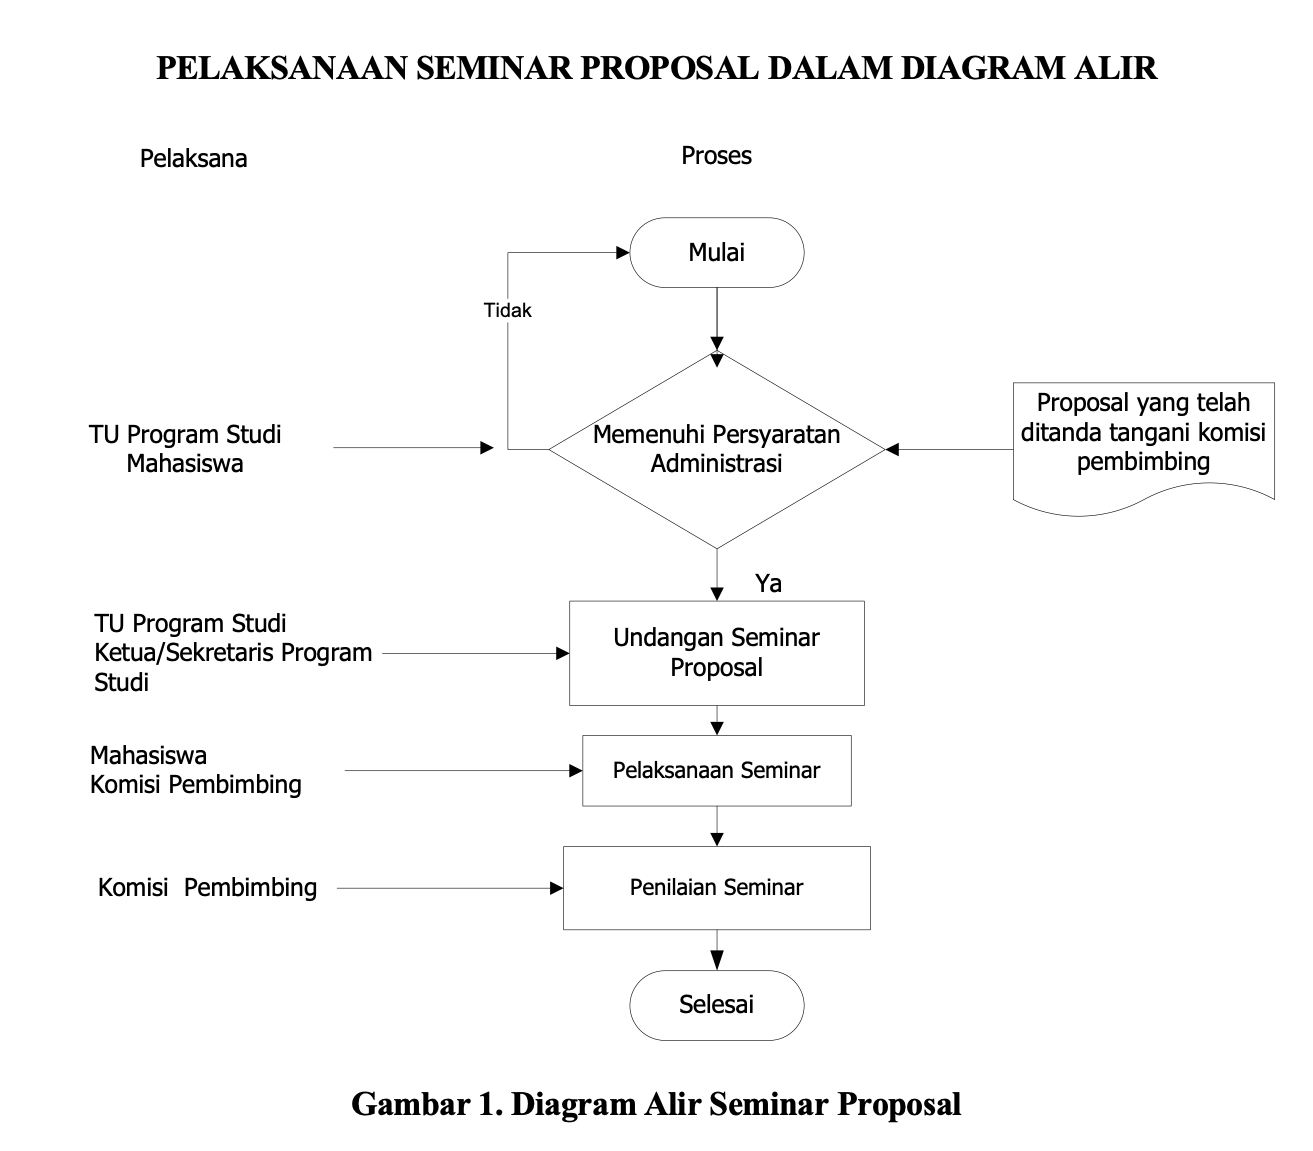 PELAKSANAAN SEMINAR PROPOSAL DALAM DIAGRAM ALIR
Pelaksana
Proses
Mulai
Tidak
TU Program Studi
Mahasiswa
Memenuhi Persyaratan
Administrasi
Proposal yang telah
ditanda tangani komisi
pembimbing
Ya
TU Program Studi
Ketua/Sekretaris Program
Studi
Undangan Seminar
Proposal
Mahasiswa
Komisi Pembimbing
Pelaksanaan Seminar
Komisi  Pembimbing
Penilaian Seminar
Selesai
Gambar 1. Diagram Alir Seminar Proposal